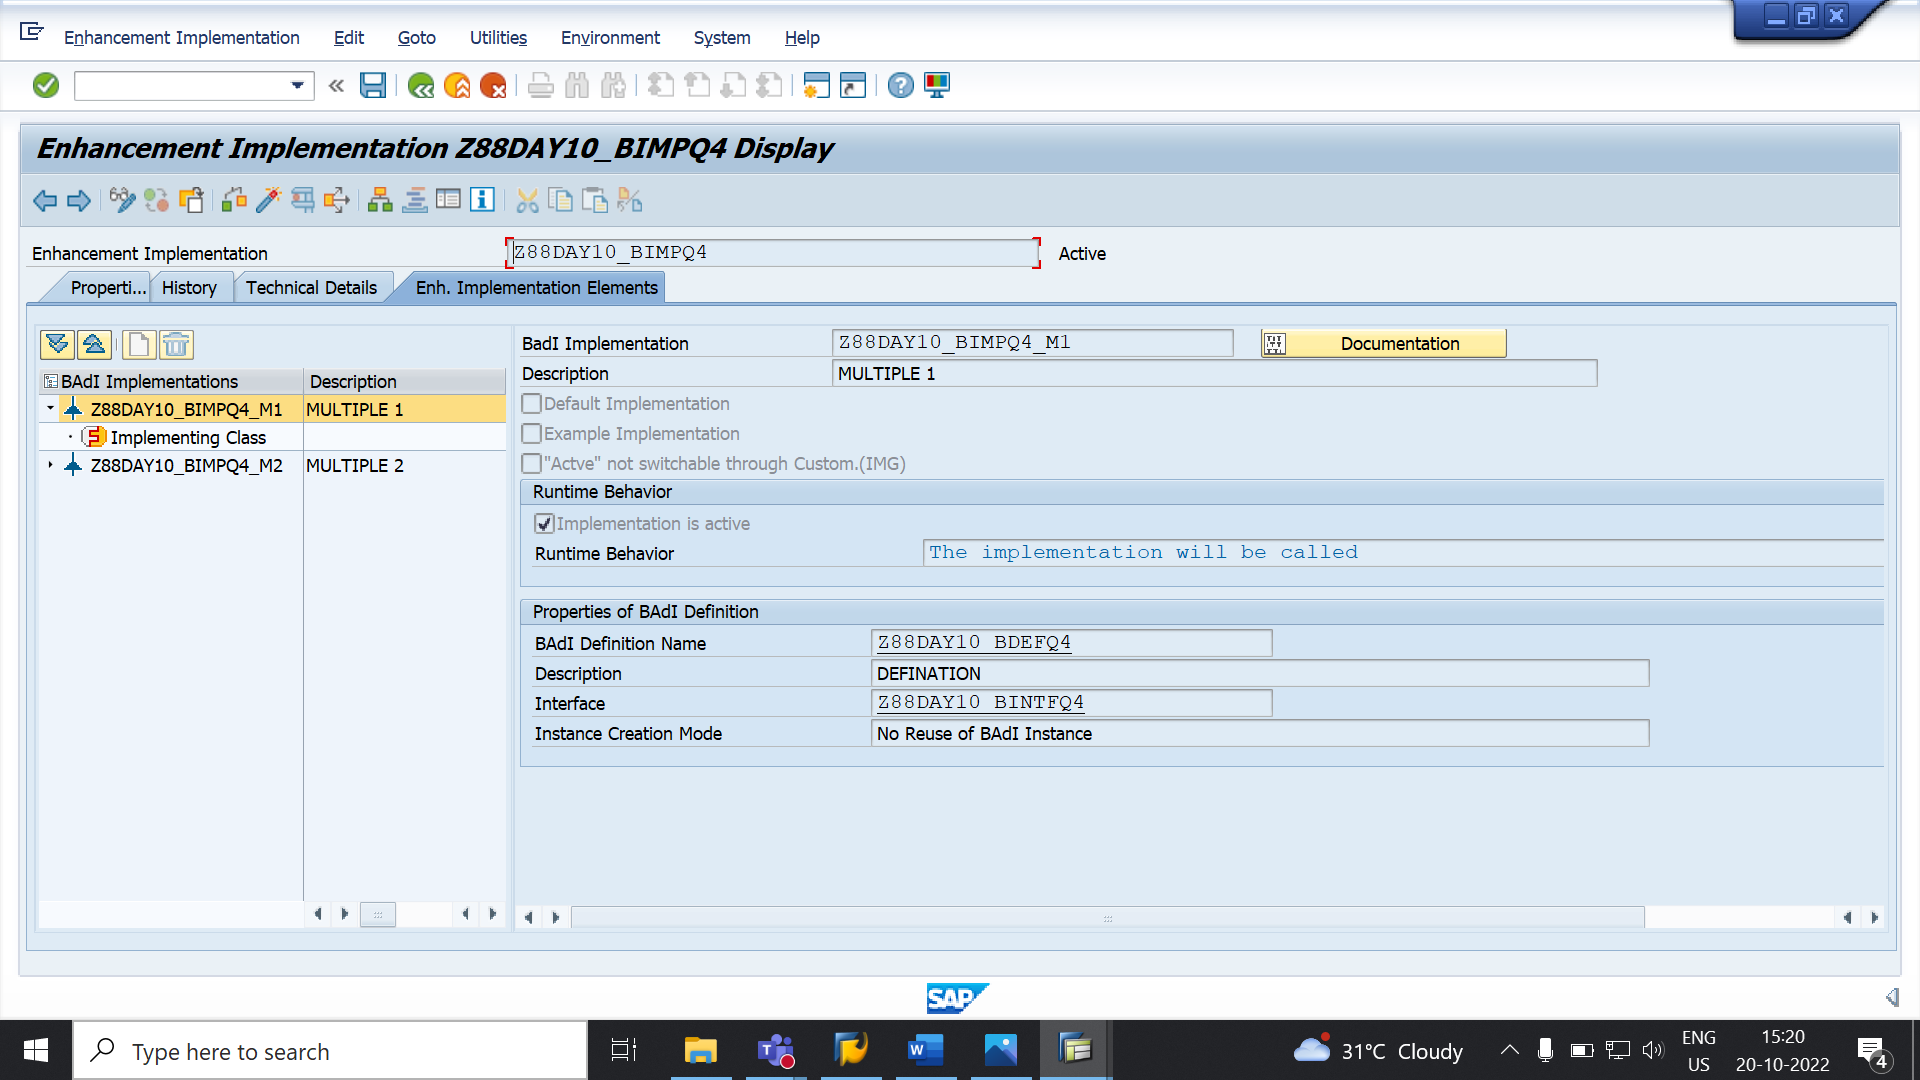 Enhancement Implementation Edit Goto Utilities Environment System Help
Enhancement Implementation Z88DAY10_BIMPQ4 Display
Enhancement Implementation Z88DAY10_BIMPQ4 Active
Properti... History Technical Details Enh. Implementation Elements
BAdI Implementations Description
Z88DAY10_BIMPQ4_M1 MULTIPLE 1
Implementing Class
Z88DAY10_BIMPQ4_M2 MULTIPLE 2
BadI Implementation Z88DAY10_BIMPQ4_M1 Documentation
Description MULTIPLE 1
Default Implementation
Example Implementation
"Actve" not switchable through Custom.(IMG)
Runtime Behavior
Implementation is active
Runtime Behavior The implementation will be called
Properties of BAdI Definition
BAdI Definition Name Z88DAY10_BDEFQ4
Description DEFINATION
Interface Z88DAY10_BINTFQ4
Instance Creation Mode No Reuse of BAdI Instance
SAP
Type here to search
31°C Cloudy
ENG
US
15:20
20-10-2022
4